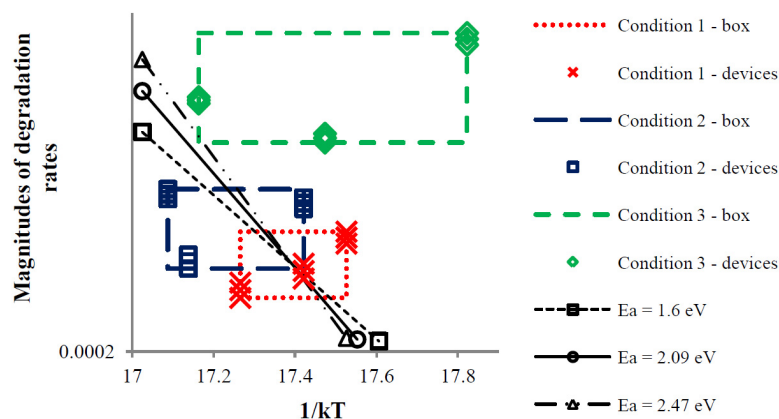 Magnitudes of degradation
rates
0.0002
17
17.2
17.4
17.6
17.8
1/kT
Condition 1 - box
Condition 1 - devices
Condition 2 - box
Condition 2 - devices
Condition 3 - box
Condition 3 - devices
Ea = 1.6 eV
Ea = 2.09 eV
Ea = 2.47 eV